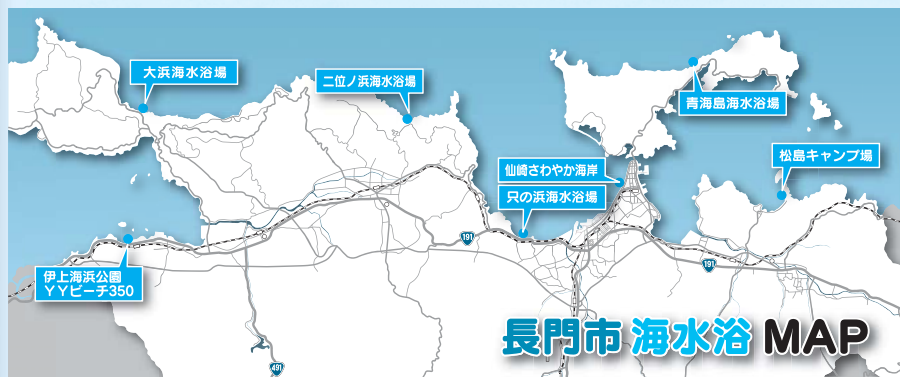 大浜海水浴場
二位ノ浜海水浴場
青海島海水浴場
仙崎さわやか海岸
松島キャンプ場
只の浜海水浴場
191
191
伊上海浜公園
YYビーチ350
491
長門市 海水浴 MAP